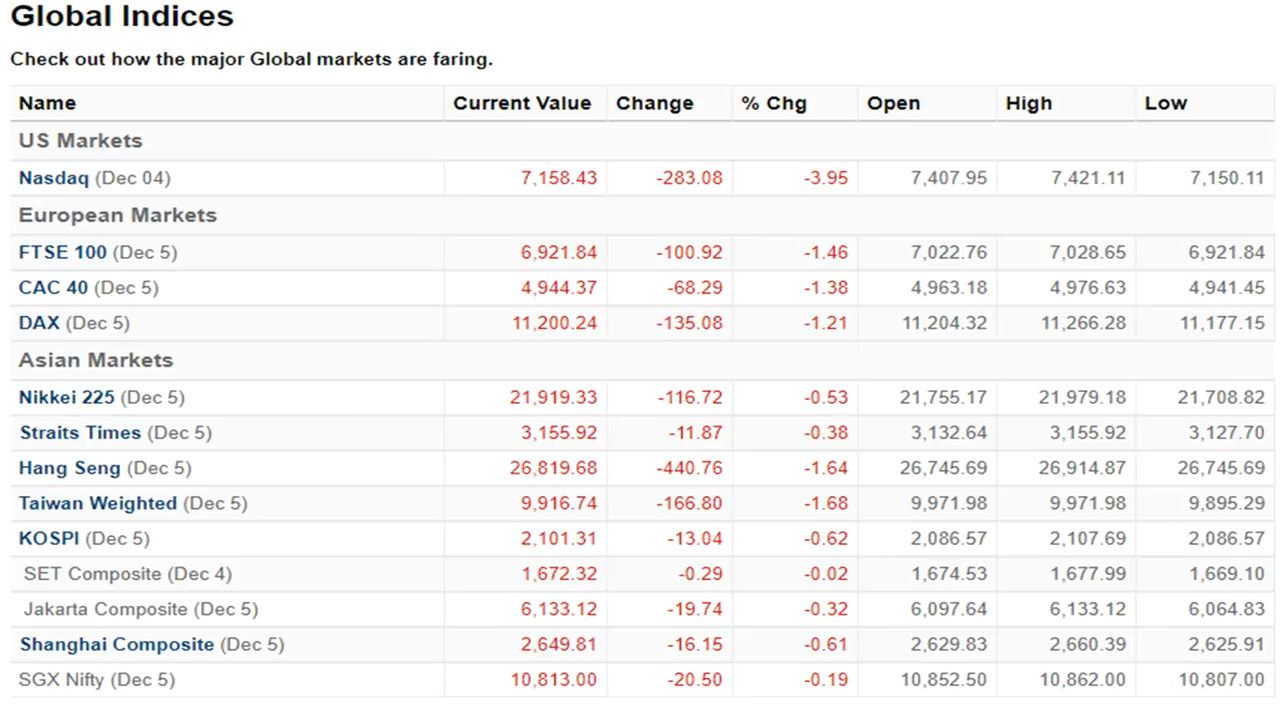 Global Indices
Check out how the major Global markets are faring.
Name Current Value Change % Chg Open High Low
US Markets
Nasdaq (Dec 04) 7,158.43 -283.08 -3.95 7,407.95 7,421.11 7,150.11
European Markets
FTSE 100 (Dec 5) 6,921.84 -100.92 -1.46 7,022.76 7,028.65 6,921.84
CAC 40 (Dec 5) 4,944.37 -68.29 -1.38 4,963.18 4,976.63 4,941.45
DAX (Dec 5) 11,200.24 -135.08 -1.21 11,204.32 11,266.28 11,177.15
Asian Markets
Nikkei 225 (Dec 5) 21,919.33 -116.72 -0.53 21,755.17 21,979.18 21,708.82
Straits Times (Dec 5) 3,155.92 -11.87 -0.38 3,132.64 3,155.92 3,127.70
Hang Seng (Dec 5) 26,819.68 -440.76 -1.64 26,745.69 26,914.87 26,745.69
Taiwan Weighted (Dec 5) 9,916.74 -166.80 -1.68 9,971.98 9,971.98 9,895.29
KOSPI (Dec 5) 2,101.31 -13.04 -0.62 2,086.57 2,107.69 2,086.57
SET Composite (Dec 4) 1,672.32 -0.29 -0.02 1,674.53 1,677.99 1,669.10
Jakarta Composite (Dec 5) 6,133.12 -19.74 -0.32 6,097.64 6,133.12 6,064.83
Shanghai Composite (Dec 5) 2,649.81 -16.15 -0.61 2,629.83 2,660.39 2,625.91
SGX Nifty (Dec 5) 10,813.00 -20.50 -0.19 10,852.50 10,862.00 10,807.00